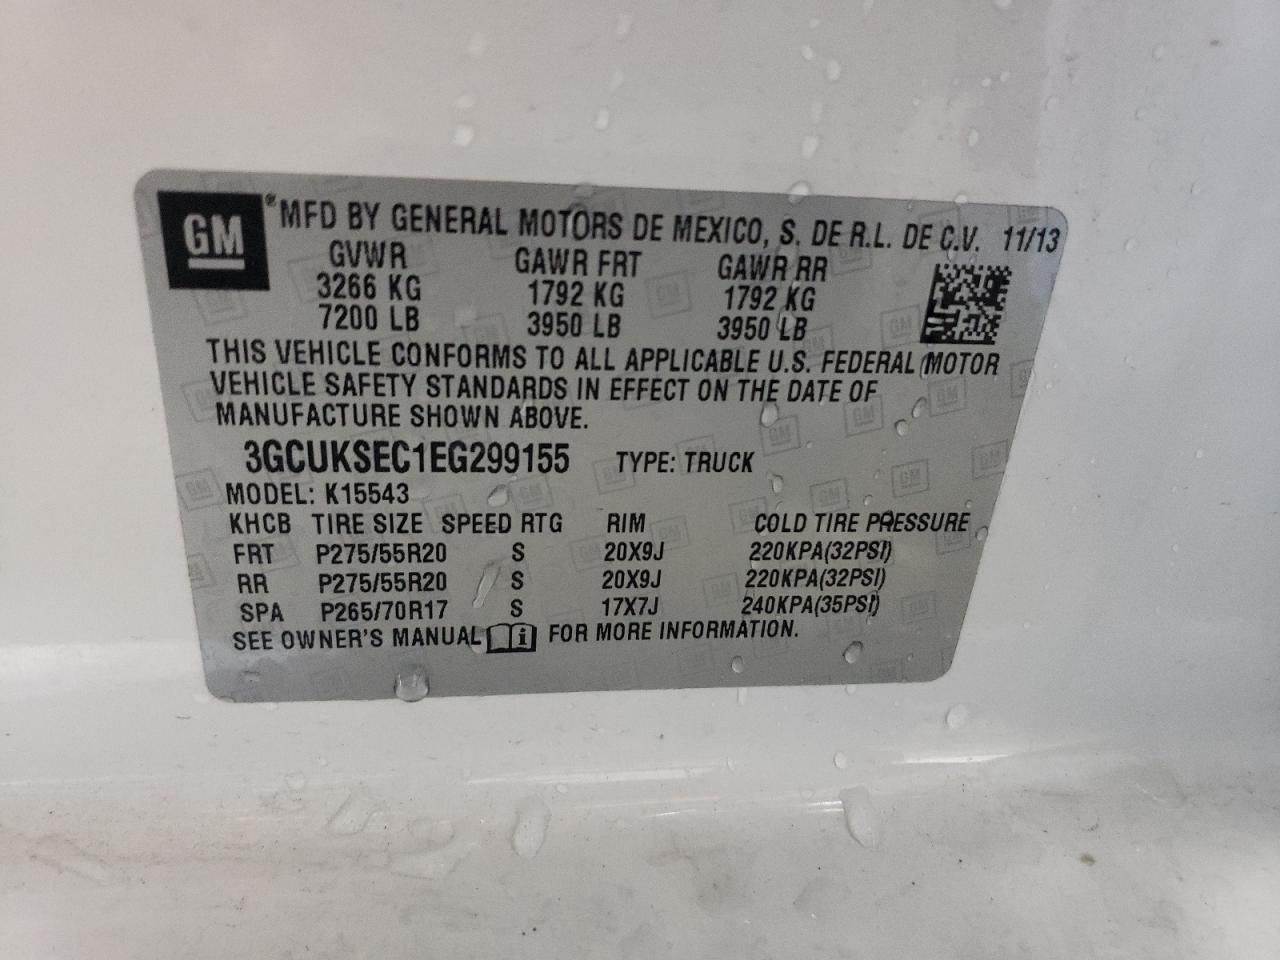 GM
® MFD BY GENERAL MOTORS DE MEXICO, S. DE R.L. DE C.V. 11/13
GVWR GAWR FRT GAWR RR
3266 KG 1792 KG 1792 KG
7200 LB 3950 LB 3950 LB
THIS VEHICLE CONFORMS TO ALL APPLICABLE U.S. FEDERAL MOTOR
VEHICLE SAFETY STANDARDS IN EFFECT ON THE DATE OF
MANUFACTURE SHOWN ABOVE.
3GCUKSEC1EG299155 TYPE: TRUCK
MODEL: K15543
KHCB TIRE SIZE SPEED RTG RIM COLD TIRE PRESSURE
FRT P275/55R20 S 20X9J 220KPA(32PSI)
RR P275/55R20 S 20X9J 220KPA(32PSI)
SPA P265/70R17 S 17X7J 240KPA(35PSI)
SEE OWNER'S MANUAL i FOR MORE INFORMATION.